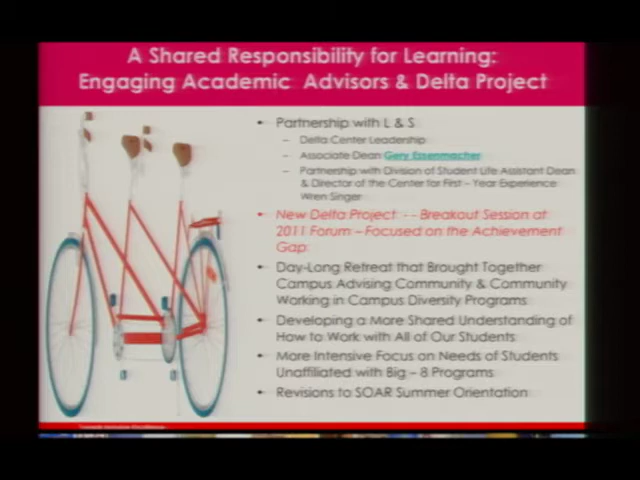 A Shared Responsibility for Learning:
Engaging Academic Advisors & Delta Project
• Partnership with L & S
– Delta Center Leadership
– Associate Dean Gery Essenmacher
– Partnership with Division of Student Life Assistant Dean
& Director of the Center for First – Year Experience
Wren Singer
• New Delta Project - - Breakout Session at
2011 Forum – Focused on the Achievement
Gap
• Day-Long Retreat that Brought Together
Campus Advising Community & Community
Working in Campus Diversity Programs
• Developing a More Shared Understanding of
How to Work with All of Our Students
• More Intensive Focus on Needs of Students
Unaffiliated with Big – 8 Programs
• Revisions to SOAR Summer Orientation